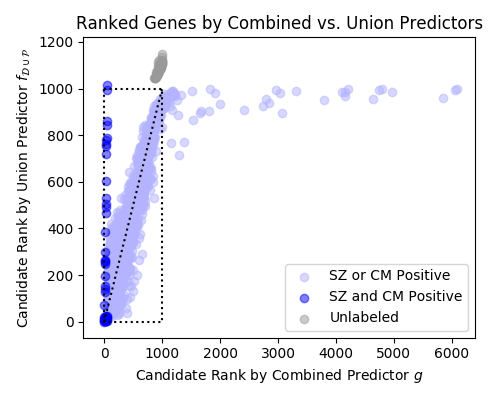 Ranked Genes by Combined vs. Union Predictors
Candidate Rank by Union Predictor f_{𝒟∪𝒫}
1200
1000
800
600
400
200
0
SZ or CM Positive
SZ and CM Positive
Unlabeled
0 1000 2000 3000 4000 5000 6000
Candidate Rank by Combined Predictor g